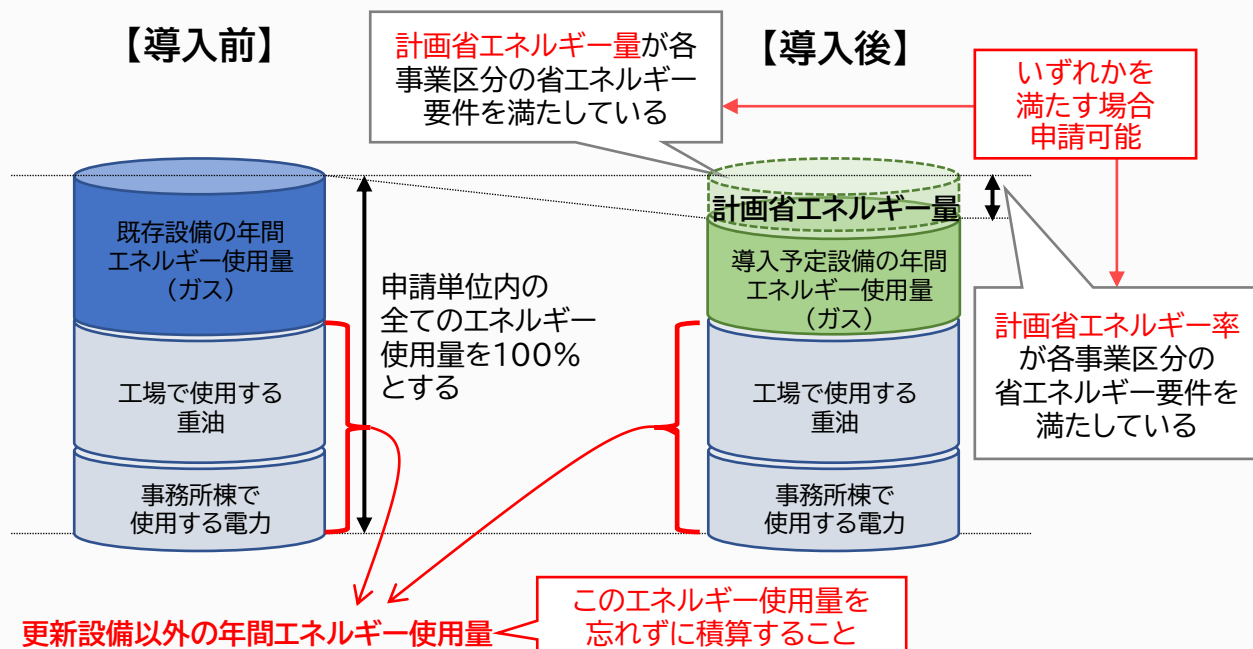 【導入前】
計画省エネルギー量が各
事業区分の省エネルギー
要件を満たしている
【導入後】
いずれかを
満たす場合
申請可能
既存設備の年間
エネルギー使用量
(ガス)
工場で使用する
重油
事務所棟で
使用する電力
申請単位内の
全てのエネルギー
使用量を100%
とする
計画省エネルギー量
導入予定設備の年間
エネルギー使用量
(ガス)
工場で使用する
重油
事務所棟で
使用する電力
計画省エネルギー率
が各事業区分の
省エネルギー要件を
満たしている
更新設備以外の年間エネルギー使用量
このエネルギー使用量を
忘れずに積算すること